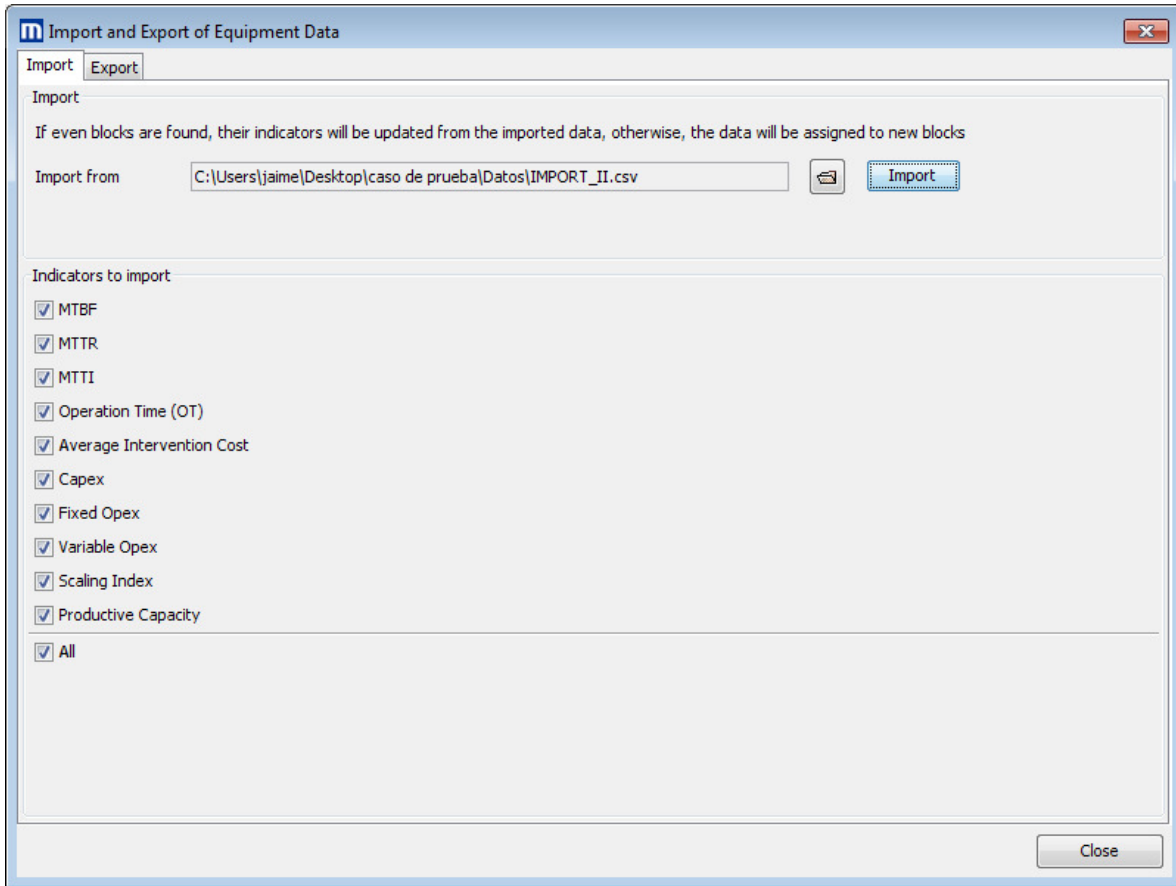 m Import and Export of Equipment Data
Import Export
Import
If even blocks are found, their indicators will be updated from the imported data, otherwise, the data will be assigned to new blocks
Import from C:\Users\jaime\Desktop\caso de prueba\Datos\IMPORT_II.csv Import
Indicators to import
MTBF
MTTR
MTTI
Operation Time (OT)
Average Intervention Cost
Capex
Fixed Opex
Variable Opex
Scaling Index
Productive Capacity
All
Close